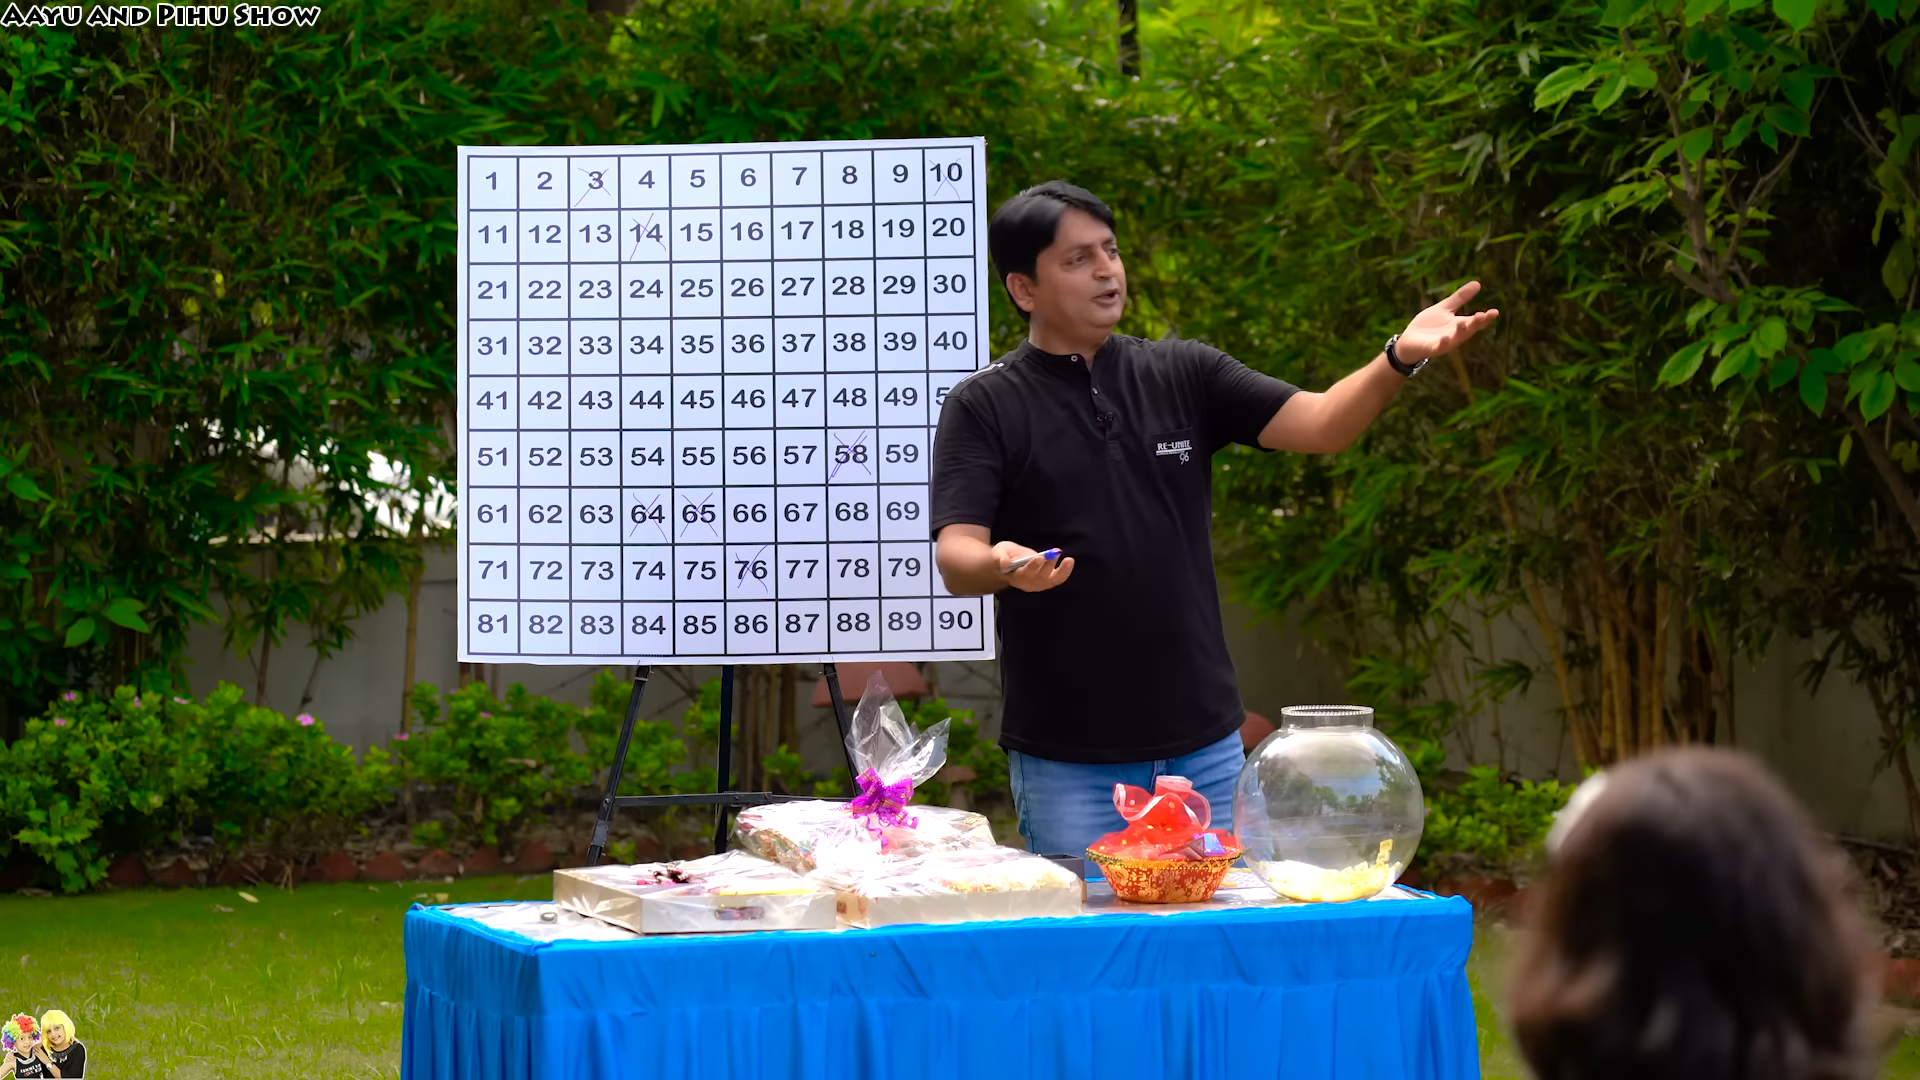 AAYU AND PIHU SHOW
1 2 3 4 5 6 7 8 9 10
11 12 13 14 15 16 17 18 19 20
21 22 23 24 25 26 27 28 29 30
31 32 33 34 35 36 37 38 39 40
41 42 43 44 45 46 47 48 49
51 52 53 54 55 56 57 58 59
61 62 63 64 65 66 67 68 69
71 72 73 74 75 76 77 78 79
81 82 83 84 85 86 87 88 89 90
RE-UNITE
96